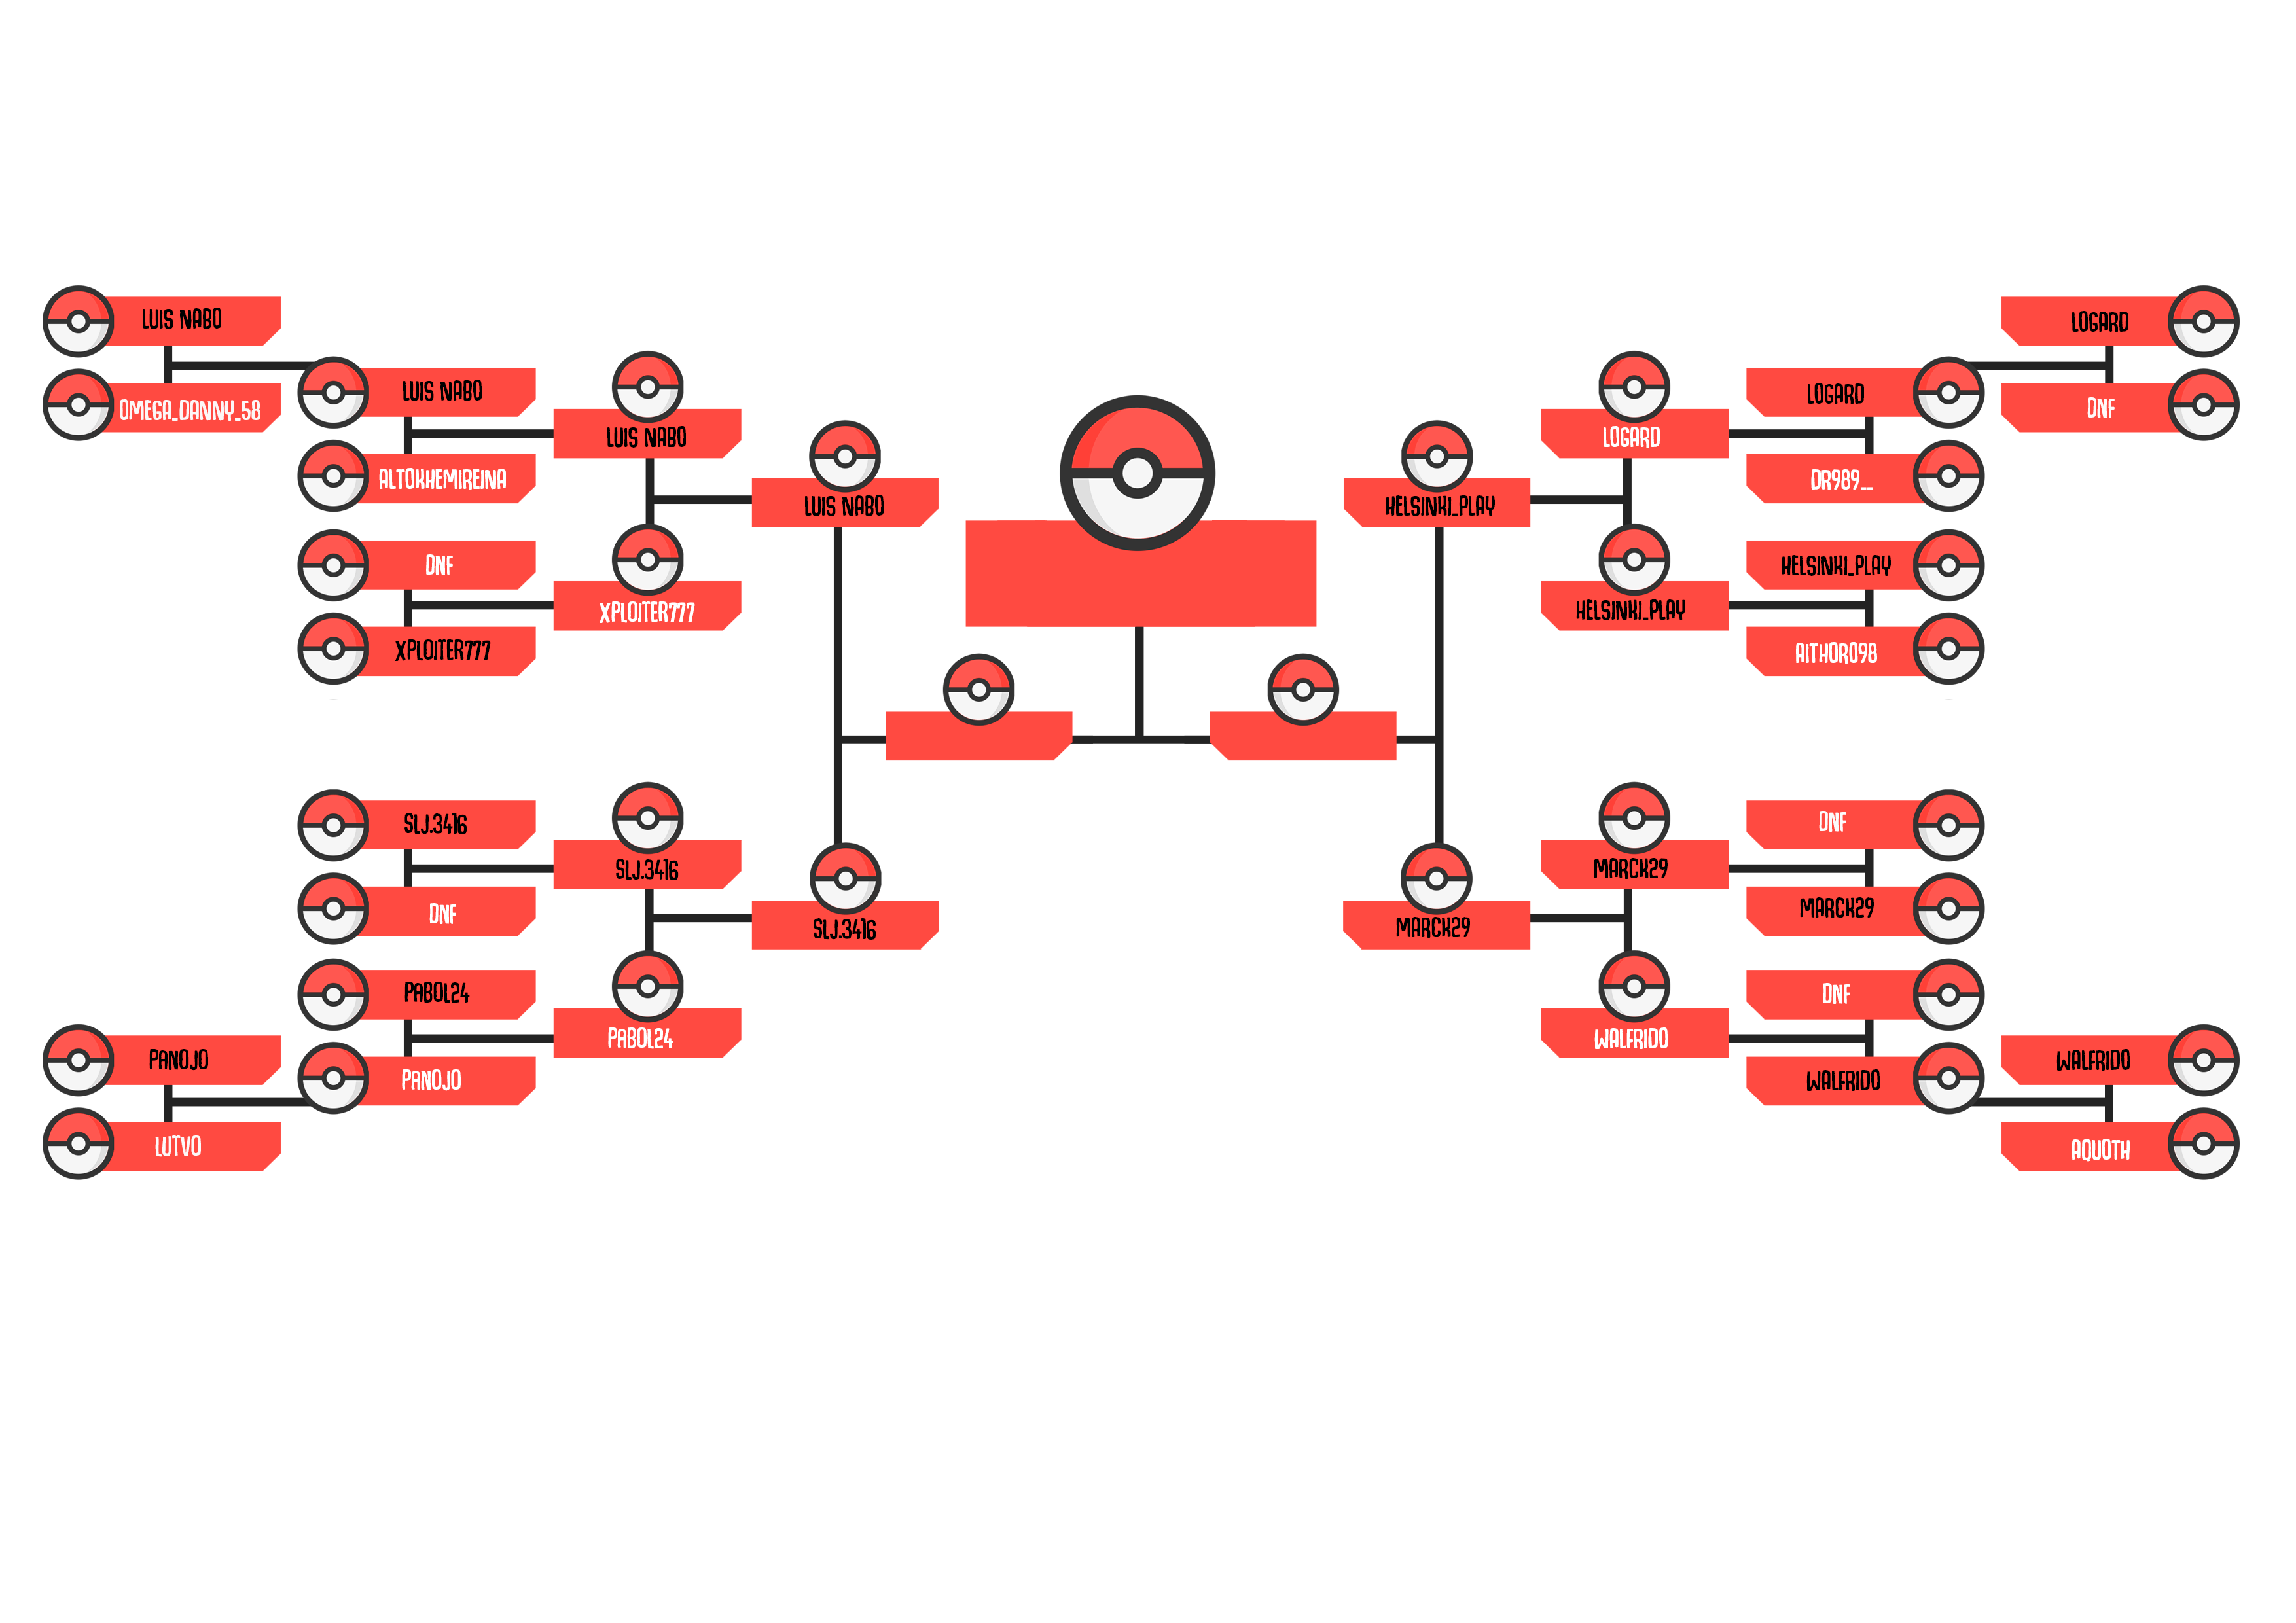 LUIS NABO
OMEGA_DANNY_58
LUIS NABO
ALTOKHEMIREINA
DNF
XPLOITER777
LUIS NABO
XPLOITER777
LUIS NABO
SLJ.3416
DNF
PABOL24
PANOJO
PANOJO
LUTVO
SLJ.3416
PABOL24
SLJ.3416
HELSINKI_PLAY
LOGARD
HELSINKI_PLAY
LOGARD
DR989__
HELSINKI_PLAY
AITHOR098
LOGARD
DNF
MARCK29
MARCK29
WALFRIDO
DNF
MARCK29
DNF
WALFRIDO
WALFRIDO
AQUOTH